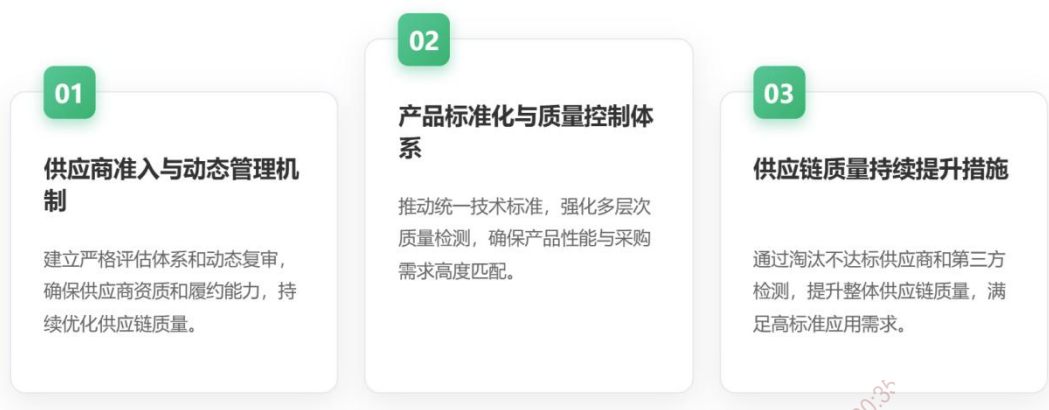 01
供应商准入与动态管理机
制
建立严格评估体系和动态复审，
确保供应商资质和履约能力，持
续优化供应链质量。
02
产品标准化与质量控制体
系
推动统一技术标准，强化多层次
质量检测，确保产品性能与采购
需求高度匹配。
03
供应链质量持续提升措施
通过淘汰不达标供应商和第三方
检测，提升整体供应链质量，满
足高标准应用需求。